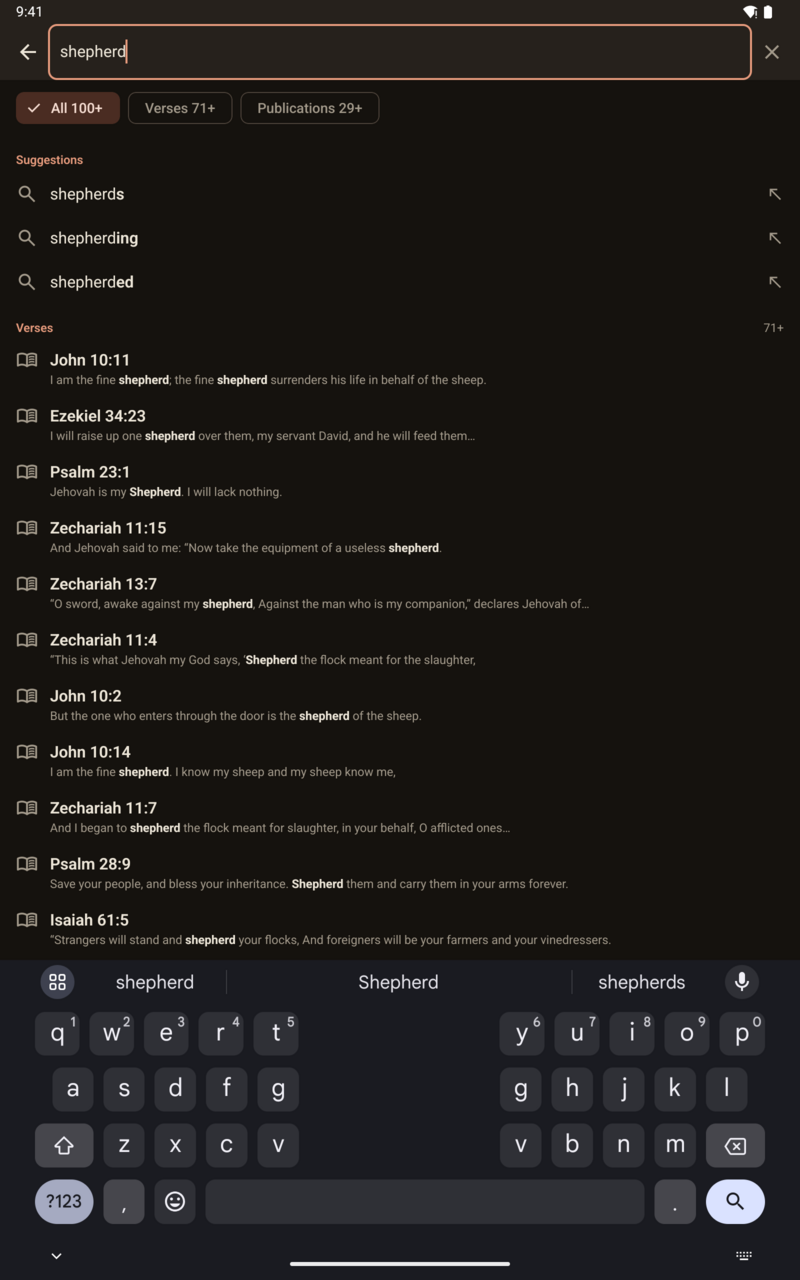 9:41
shepherd
All 100+
Verses 71+
Publications 29+
Suggestions
shepherds
shepherding
shepherded
Verses
71+
John 10:11
I am the fine shepherd; the fine shepherd surrenders his life in behalf of the sheep.
Ezekiel 34:23
I will raise up one shepherd over them, my servant David, and he will feed them…
Psalm 23:1
Jehovah is my Shepherd. I will lack nothing.
Zechariah 11:15
And Jehovah said to me: “Now take the equipment of a useless shepherd.
Zechariah 13:7
“O sword, awake against my shepherd, Against the man who is my companion,” declares Jehovah of…
Zechariah 11:4
“This is what Jehovah my God says, ‘Shepherd the flock meant for the slaughter,
John 10:2
But the one who enters through the door is the shepherd of the sheep.
John 10:14
I am the fine shepherd. I know my sheep and my sheep know me,
Zechariah 11:7
And I began to shepherd the flock meant for slaughter, in your behalf, O afflicted ones…
Psalm 28:9
Save your people, and bless your inheritance. Shepherd them and carry them in your arms forever.
Isaiah 61:5
“Strangers will stand and shepherd your flocks, And foreigners will be your farmers and your vinedressers.
shepherd Shepherd shepherds
q1 w2 e3 r4 t5 y6 u7 i8 o9 p0
a s d f g g h j k l
z x c v v b n m
?123 , .